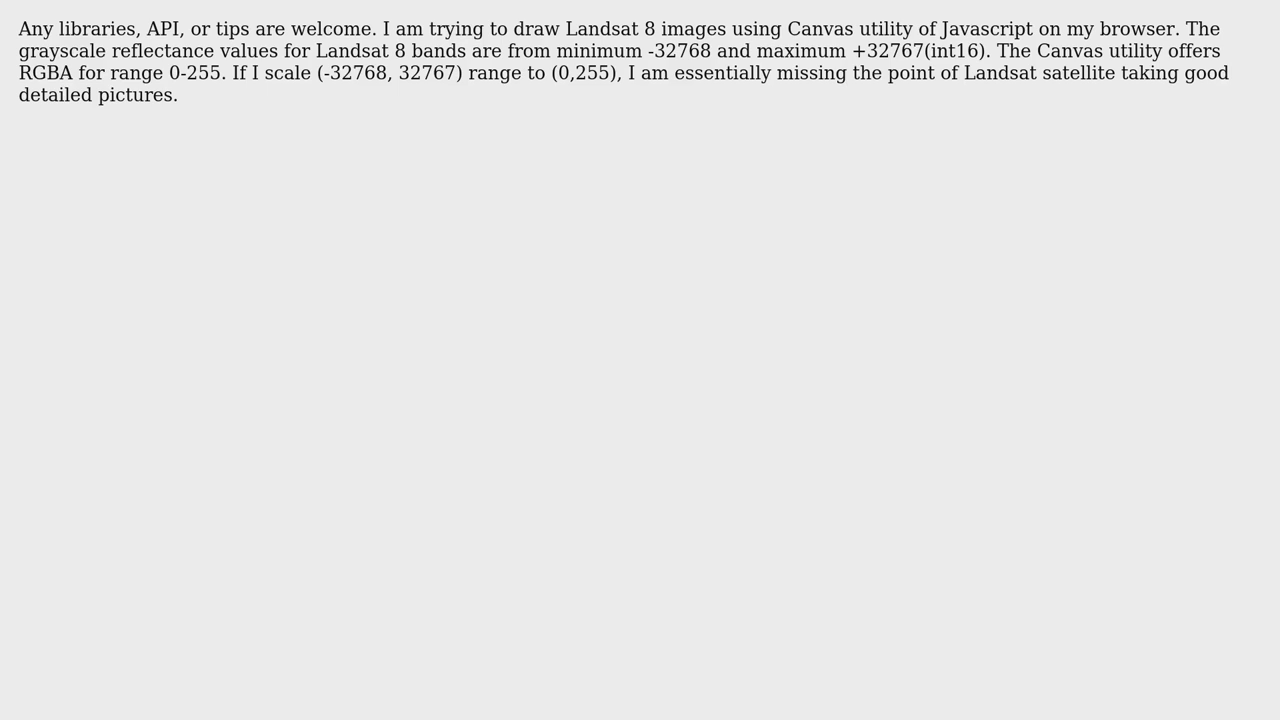 Any libraries, API, or tips are welcome. I am trying to draw Landsat 8 images using Canvas utility of Javascript on my browser. The
grayscale reflectance values for Landsat 8 bands are from minimum -32768 and maximum +32767(int16). The Canvas utility offers
RGBA for range 0-255. If I scale (-32768, 32767) range to (0,255), I am essentially missing the point of Landsat satellite taking good
detailed pictures.